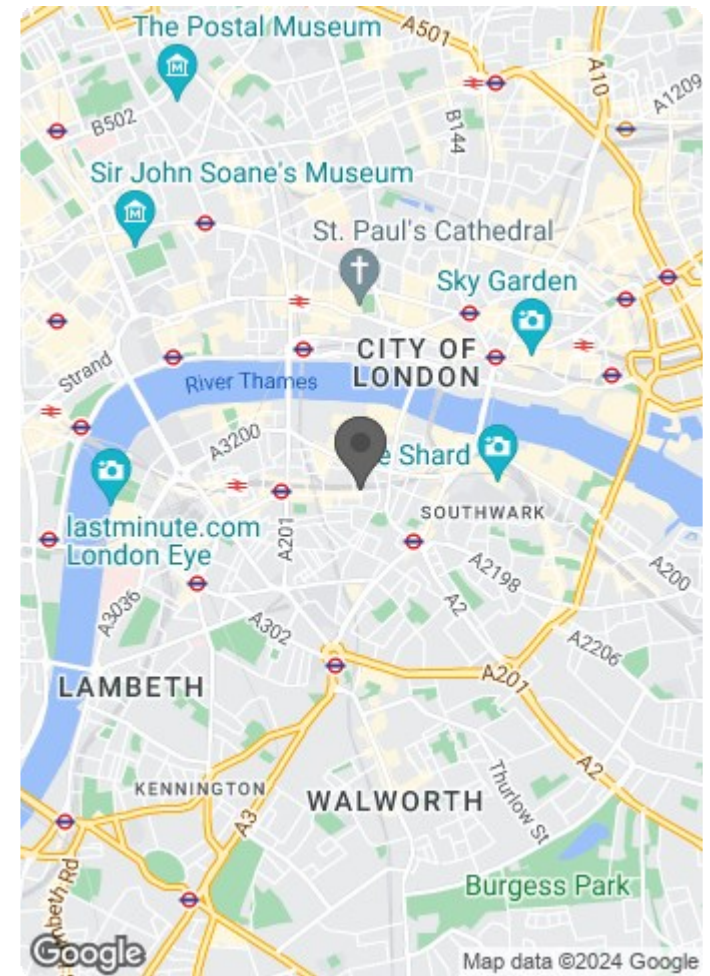 The Postal Museum
A501
A10
A1209
B502
B144
Sir John Soane's Museum
St. Paul's Cathedral
Sky Garden
CITY OF
LONDON
Strand
River Thames
A3200
e Shard
SOUTHWARK
lastminute.com
London Eye
A201
A2198
A200
A3036
A302
A2
A2206
LAMBETH
A201
KENNINGTON
A3
WALWORTH
Thurlow St
A2
mbeth Rd
Burgess Park
Google
Map data ©2024 Google